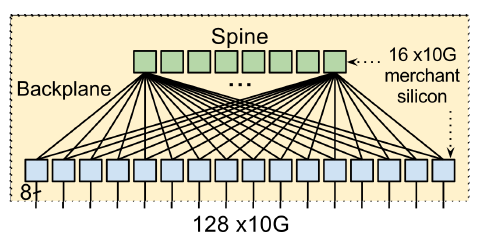 Spine
Backplane
...
16 x10G
merchant
silicon
8
128 x10G